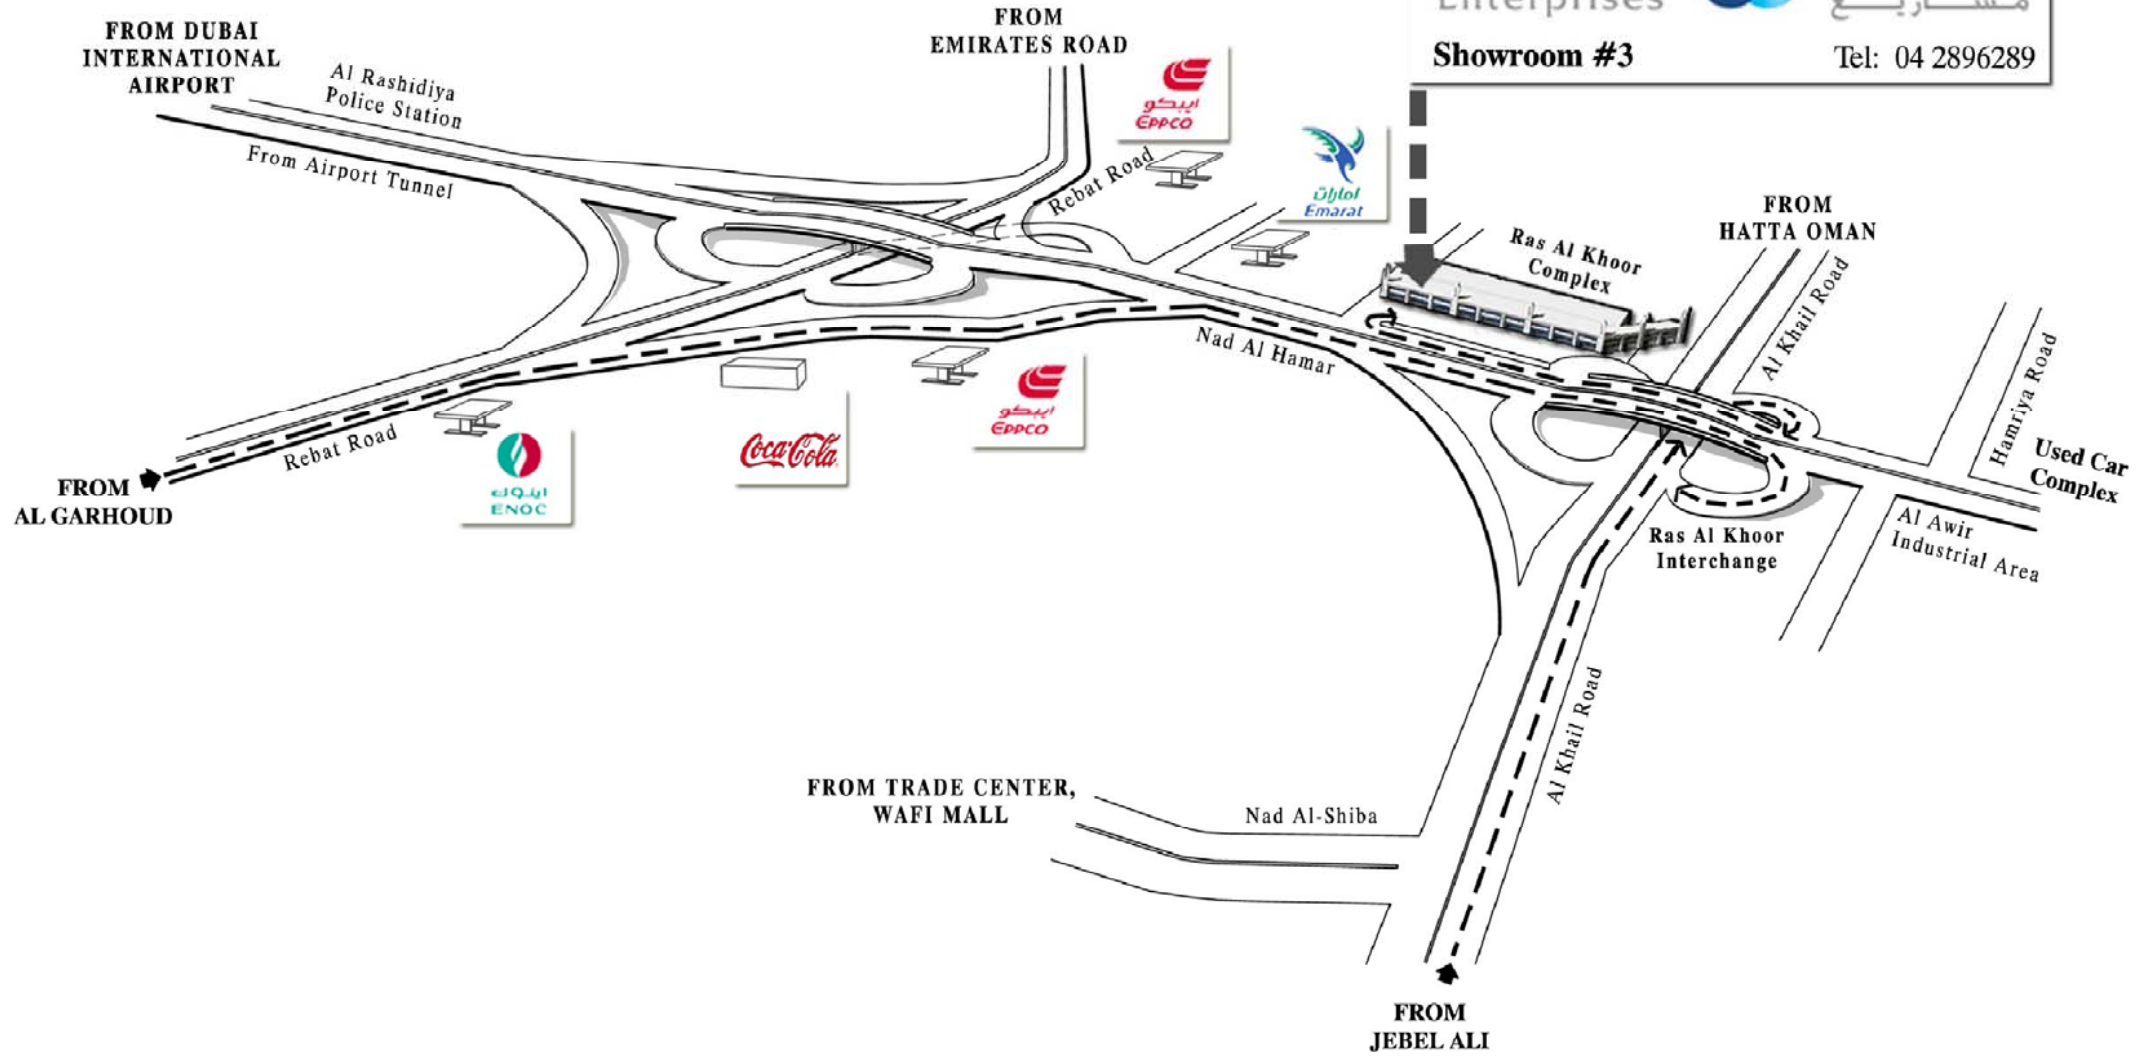 Enterprises
مشاريع
Showroom #3
Tel: 04 2896289
FROM DUBAI
INTERNATIONAL
AIRPORT
Al Rashidiya
Police Station
From Airport Tunnel
FROM
EMIRATES ROAD
ايبكو
EPPCO
Rebat Road
امارات
Emarat
Ras Al Khoor
Complex
FROM
HATTA OMAN
Al Khail Road
Hamriya Road
Used Car
Complex
Nad Al Hamar
Rebat Road
FROM
AL GARHOUD
اينوك
ENOC
Coca-Cola
ايبكو
EPPCO
Ras Al Khoor
Interchange
Al Awir
Industrial Area
Al Khail Road
FROM TRADE CENTER,
WAFI MALL
Nad Al-Shiba
FROM
JEBEL ALI